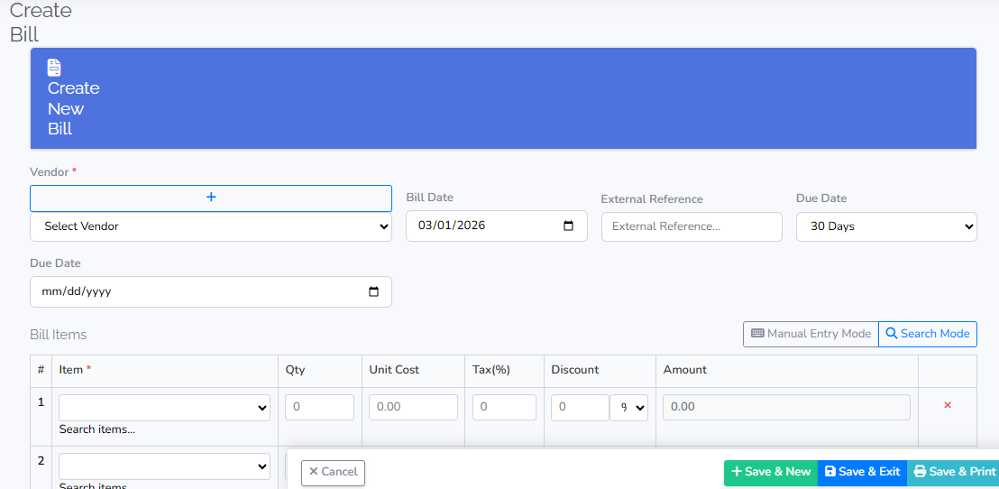 Create
Bill
Create
New
Bill
Vendor *
+
Select Vendor
Bill Date
03/01/2026
External Reference
External Reference...
Due Date
30 Days
Due Date
mm/dd/yyyy
Bill Items
Manual Entry Mode
Search Mode
# Item * Qty Unit Cost Tax(%) Discount Amount
1 0 0.00 0 0 % 0.00 ×
Search items...
2
Search items...
× Cancel
+ Save & New
Save & Exit
Save & Print